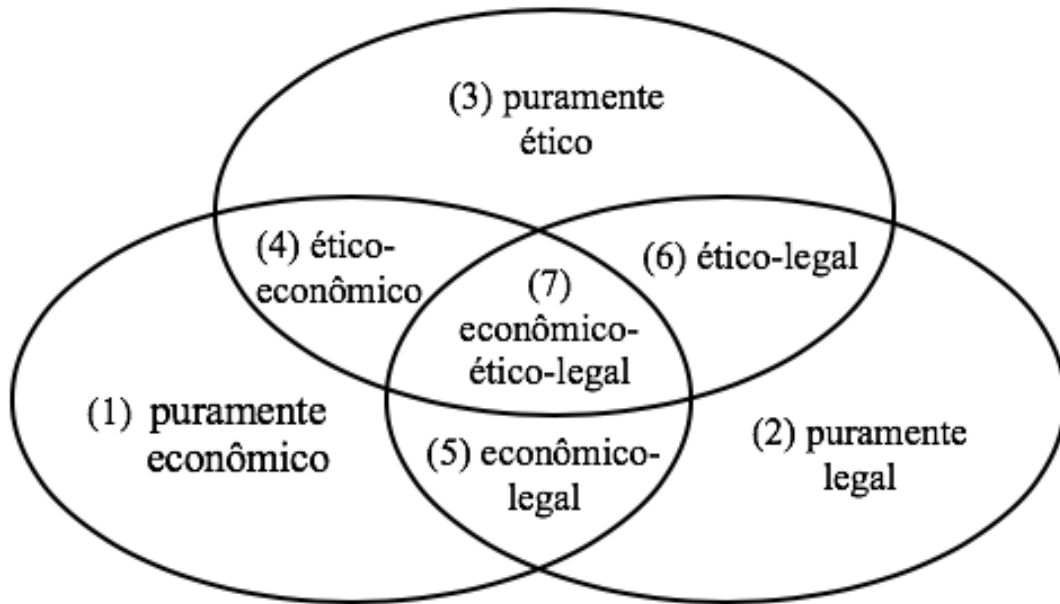 (3) puramente
ético
(4) ético-
econômico
(7)
econômico-
ético-legal
(6) ético-legal
(1) puramente
econômico
(5) econômico-
legal
(2) puramente
legal